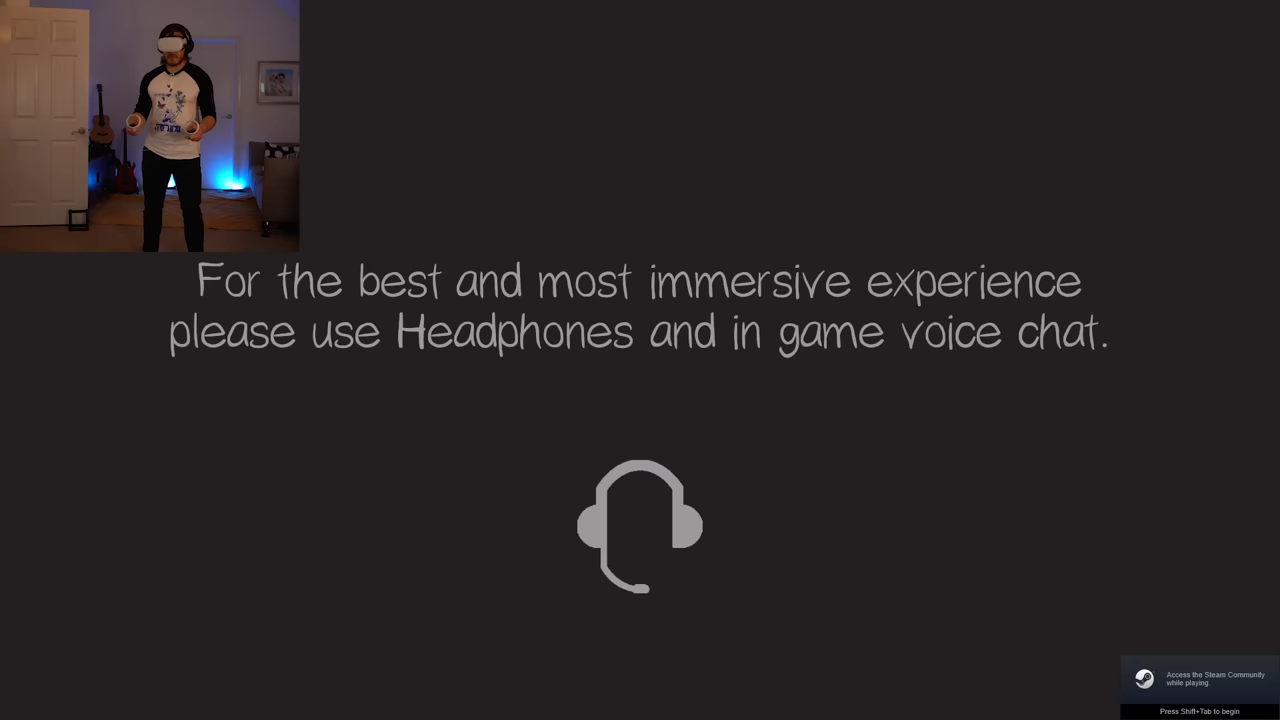 For the best and most immersive experience
please use Headphones and in game voice chat.
Access the Steam Community
while playing
Press Shift+Tab to begin